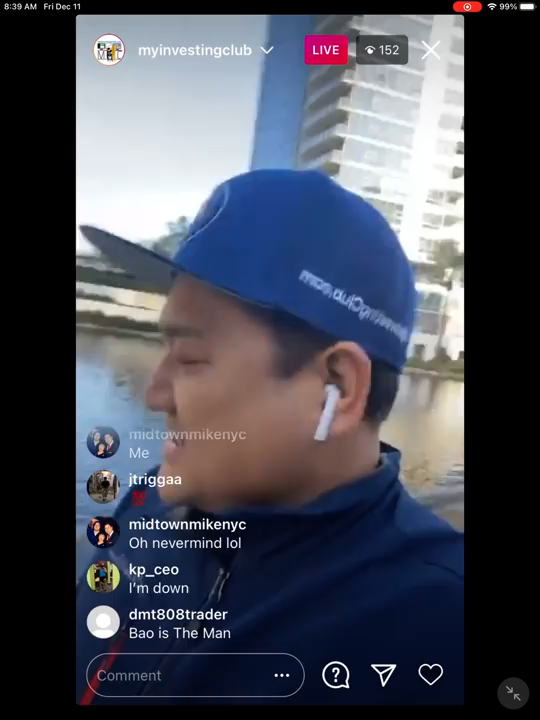 8:39 AM Fri Dec 11
99%
myinvestingclub
LIVE
152
midtownmikenyc
Me
jtriggaa
💯
midtownmikenyc
Oh nevermind lol
kp_ceo
I'm down
dmt808trader
Bao is The Man
Comment